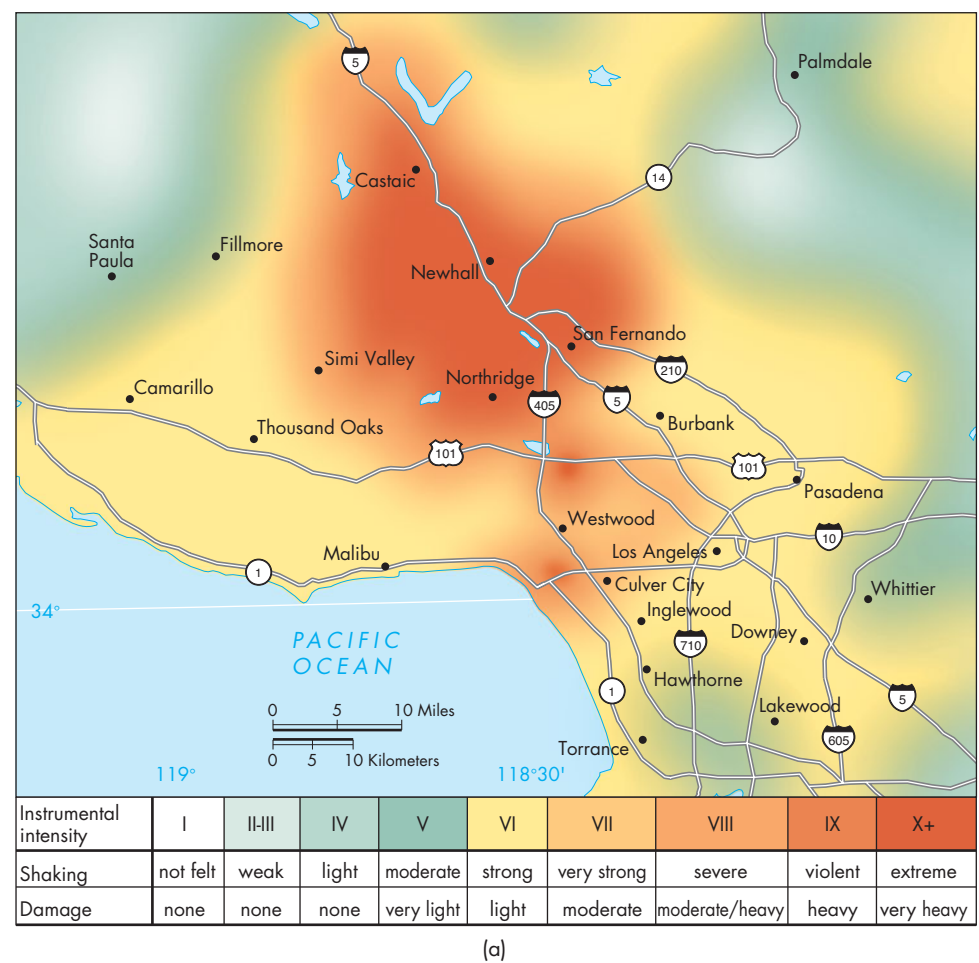 5
Palmdale
14
Castaic
Santa
Paula
Fillmore
Newhall
San Fernando
Simi Valley
210
Northridge
Camarillo
405
5
Burbank
Thousand Oaks
101
101
Pasadena
Westwood
10
Los Angeles
Malibu
1
Culver City
Whittier
34°
Inglewood
Downey
PACIFIC
OCEAN
710
Hawthorne
1
5
0 5 10 Miles
Lakewood
605
Torrance
0 5 10 Kilometers
119°
118°30'
Instrumental
intensity
I II-III IV V VI VII VIII IX X+
Shaking not felt weak light moderate strong very strong severe violent extreme
Damage none none none very light light moderate moderate/heavy heavy very heavy
(a)